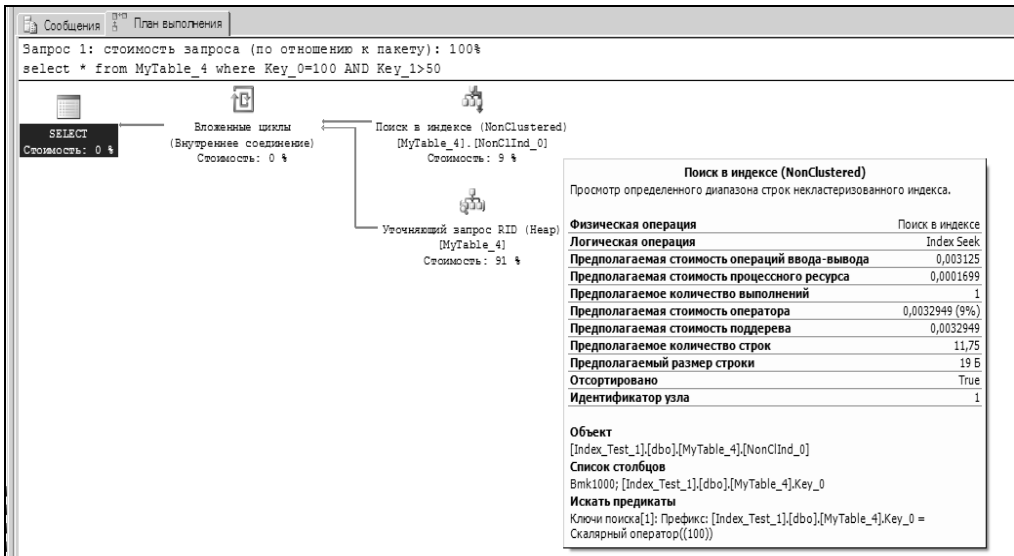 Сообщения План выполнения
Запрос 1: стоимость запроса (по отношению к пакету): 100%
select * from MyTable_4 where Key_0=100 AND Key_1>50
SELECT
Стоимость: 0 %
Вложенные циклы
(Внутреннее соединение)
Стоимость: 0 %
Поиск в индексе (NonClustered)
[MyTable_4].[NonClInd_0]
Стоимость: 9 %
Уточняющий запрос RID (Heap)
[MyTable_4]
Стоимость: 91 %
Поиск в индексе (NonClustered)
Просмотр определенного диапазона строк некластеризованного индекса.
Физическая операция Поиск в индексе
Логическая операция Index Seek
Предполагаемая стоимость операций ввода-вывода 0,003125
Предполагаемая стоимость процессного ресурса 0,0001699
Предполагаемое количество выполнений 1
Предполагаемая стоимость оператора 0,0032949 (9%)
Предполагаемая стоимость поддерева 0,0032949
Предполагаемое количество строк 11,75
Предполагаемый размер строки 19 Б
Отсортировано True
Идентификатор узла 1
Объект
[Index_Test_1].[dbo].[MyTable_4].[NonClInd_0]
Список столбцов
Bmk1000; [Index_Test_1].[dbo].[MyTable_4].Key_0
Искать предикаты
Ключи поиска[1]: Префикс: [Index_Test_1].[dbo].[MyTable_4].Key_0 =
Скалярный оператор((100))